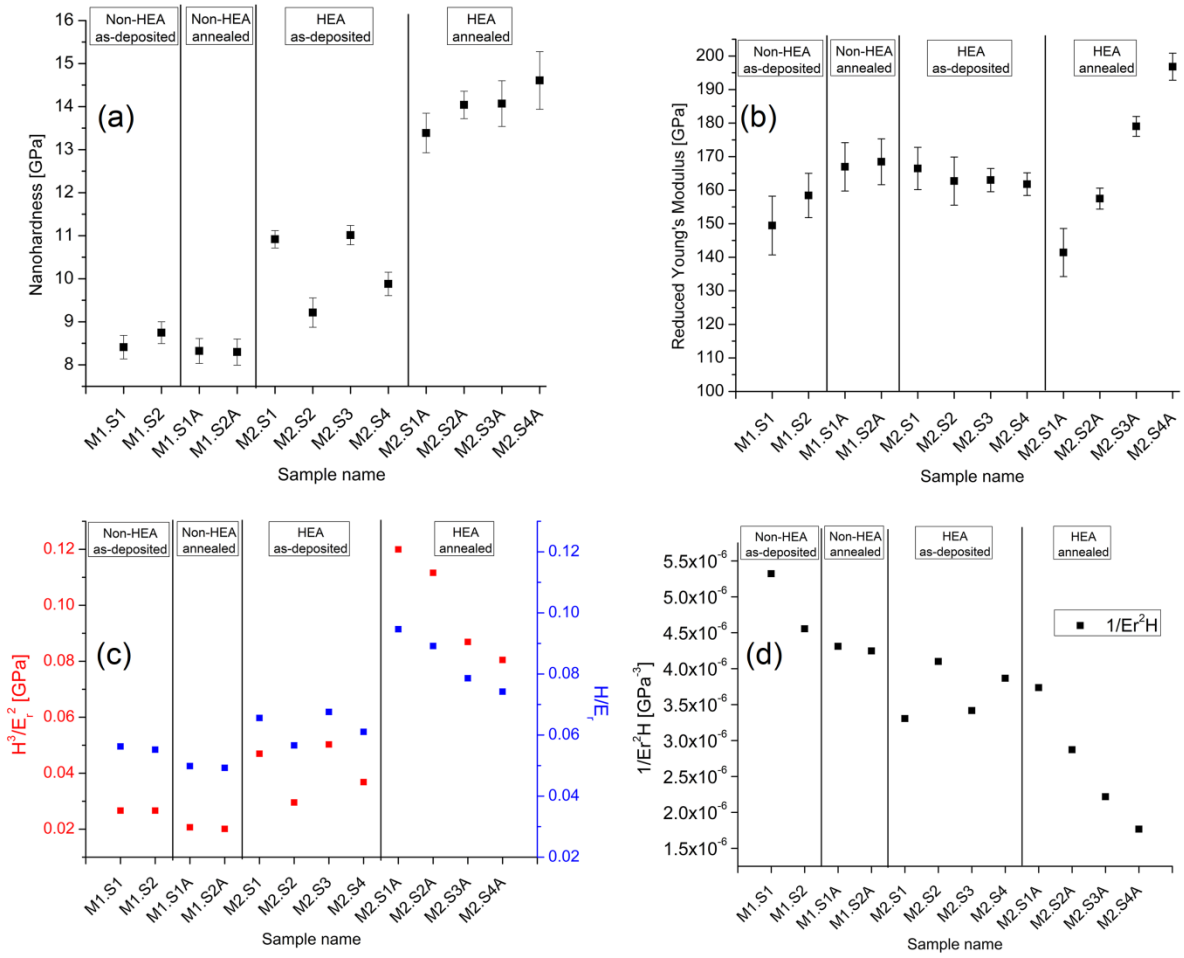 (a)
Nanohardness [GPa]
16
15
14
13
12
11
10
9
8
Non-HEA
as-deposited
Non-HEA
annealed
HEA
as-deposited
HEA
annealed
M1.S1
M1.S2
M1.S1A
M1.S2A
M2.S1
M2.S2
M2.S3
M2.S4
M2.S1A
M2.S2A
M2.S3A
M2.S4A
Sample name
(b)
Reduced Young's Modulus [GPa]
200
190
180
170
160
150
140
130
120
110
100
Non-HEA
as-deposited
Non-HEA
annealed
HEA
as-deposited
HEA
annealed
M1.S1
M1.S2
M1.S1A
M1.S2A
M2.S1
M2.S2
M2.S3
M2.S4
M2.S1A
M2.S2A
M2.S3A
M2.S4A
Sample name
(c)
H³/Eᵣ² [GPa]
0.12
0.10
0.08
0.06
0.04
0.02
Non-HEA
as-deposited
Non-HEA
annealed
HEA
as-deposited
HEA
annealed
H/Eᵣ
0.12
0.10
0.08
0.06
0.04
0.02
M1.S1
M1.S2
M1.S1A
M1.S2A
M2.S1
M2.S2
M2.S3
M2.S4
M2.S1A
M2.S2A
M2.S3A
M2.S4A
Sample name
(d)
1/Er²H [GPa⁻³]
5.5x10⁻⁶
5.0x10⁻⁶
4.5x10⁻⁶
4.0x10⁻⁶
3.5x10⁻⁶
3.0x10⁻⁶
2.5x10⁻⁶
2.0x10⁻⁶
1.5x10⁻⁶
Non-HEA
as-deposited
Non-HEA
annealed
HEA
as-deposited
HEA
annealed
1/Er²H
M1.S1
M1.S2
M1.S1A
M1.S2A
M2.S1
M2.S2
M2.S3
M2.S4
M2.S1A
M2.S2A
M2.S3A
M2.S4A
Sample name